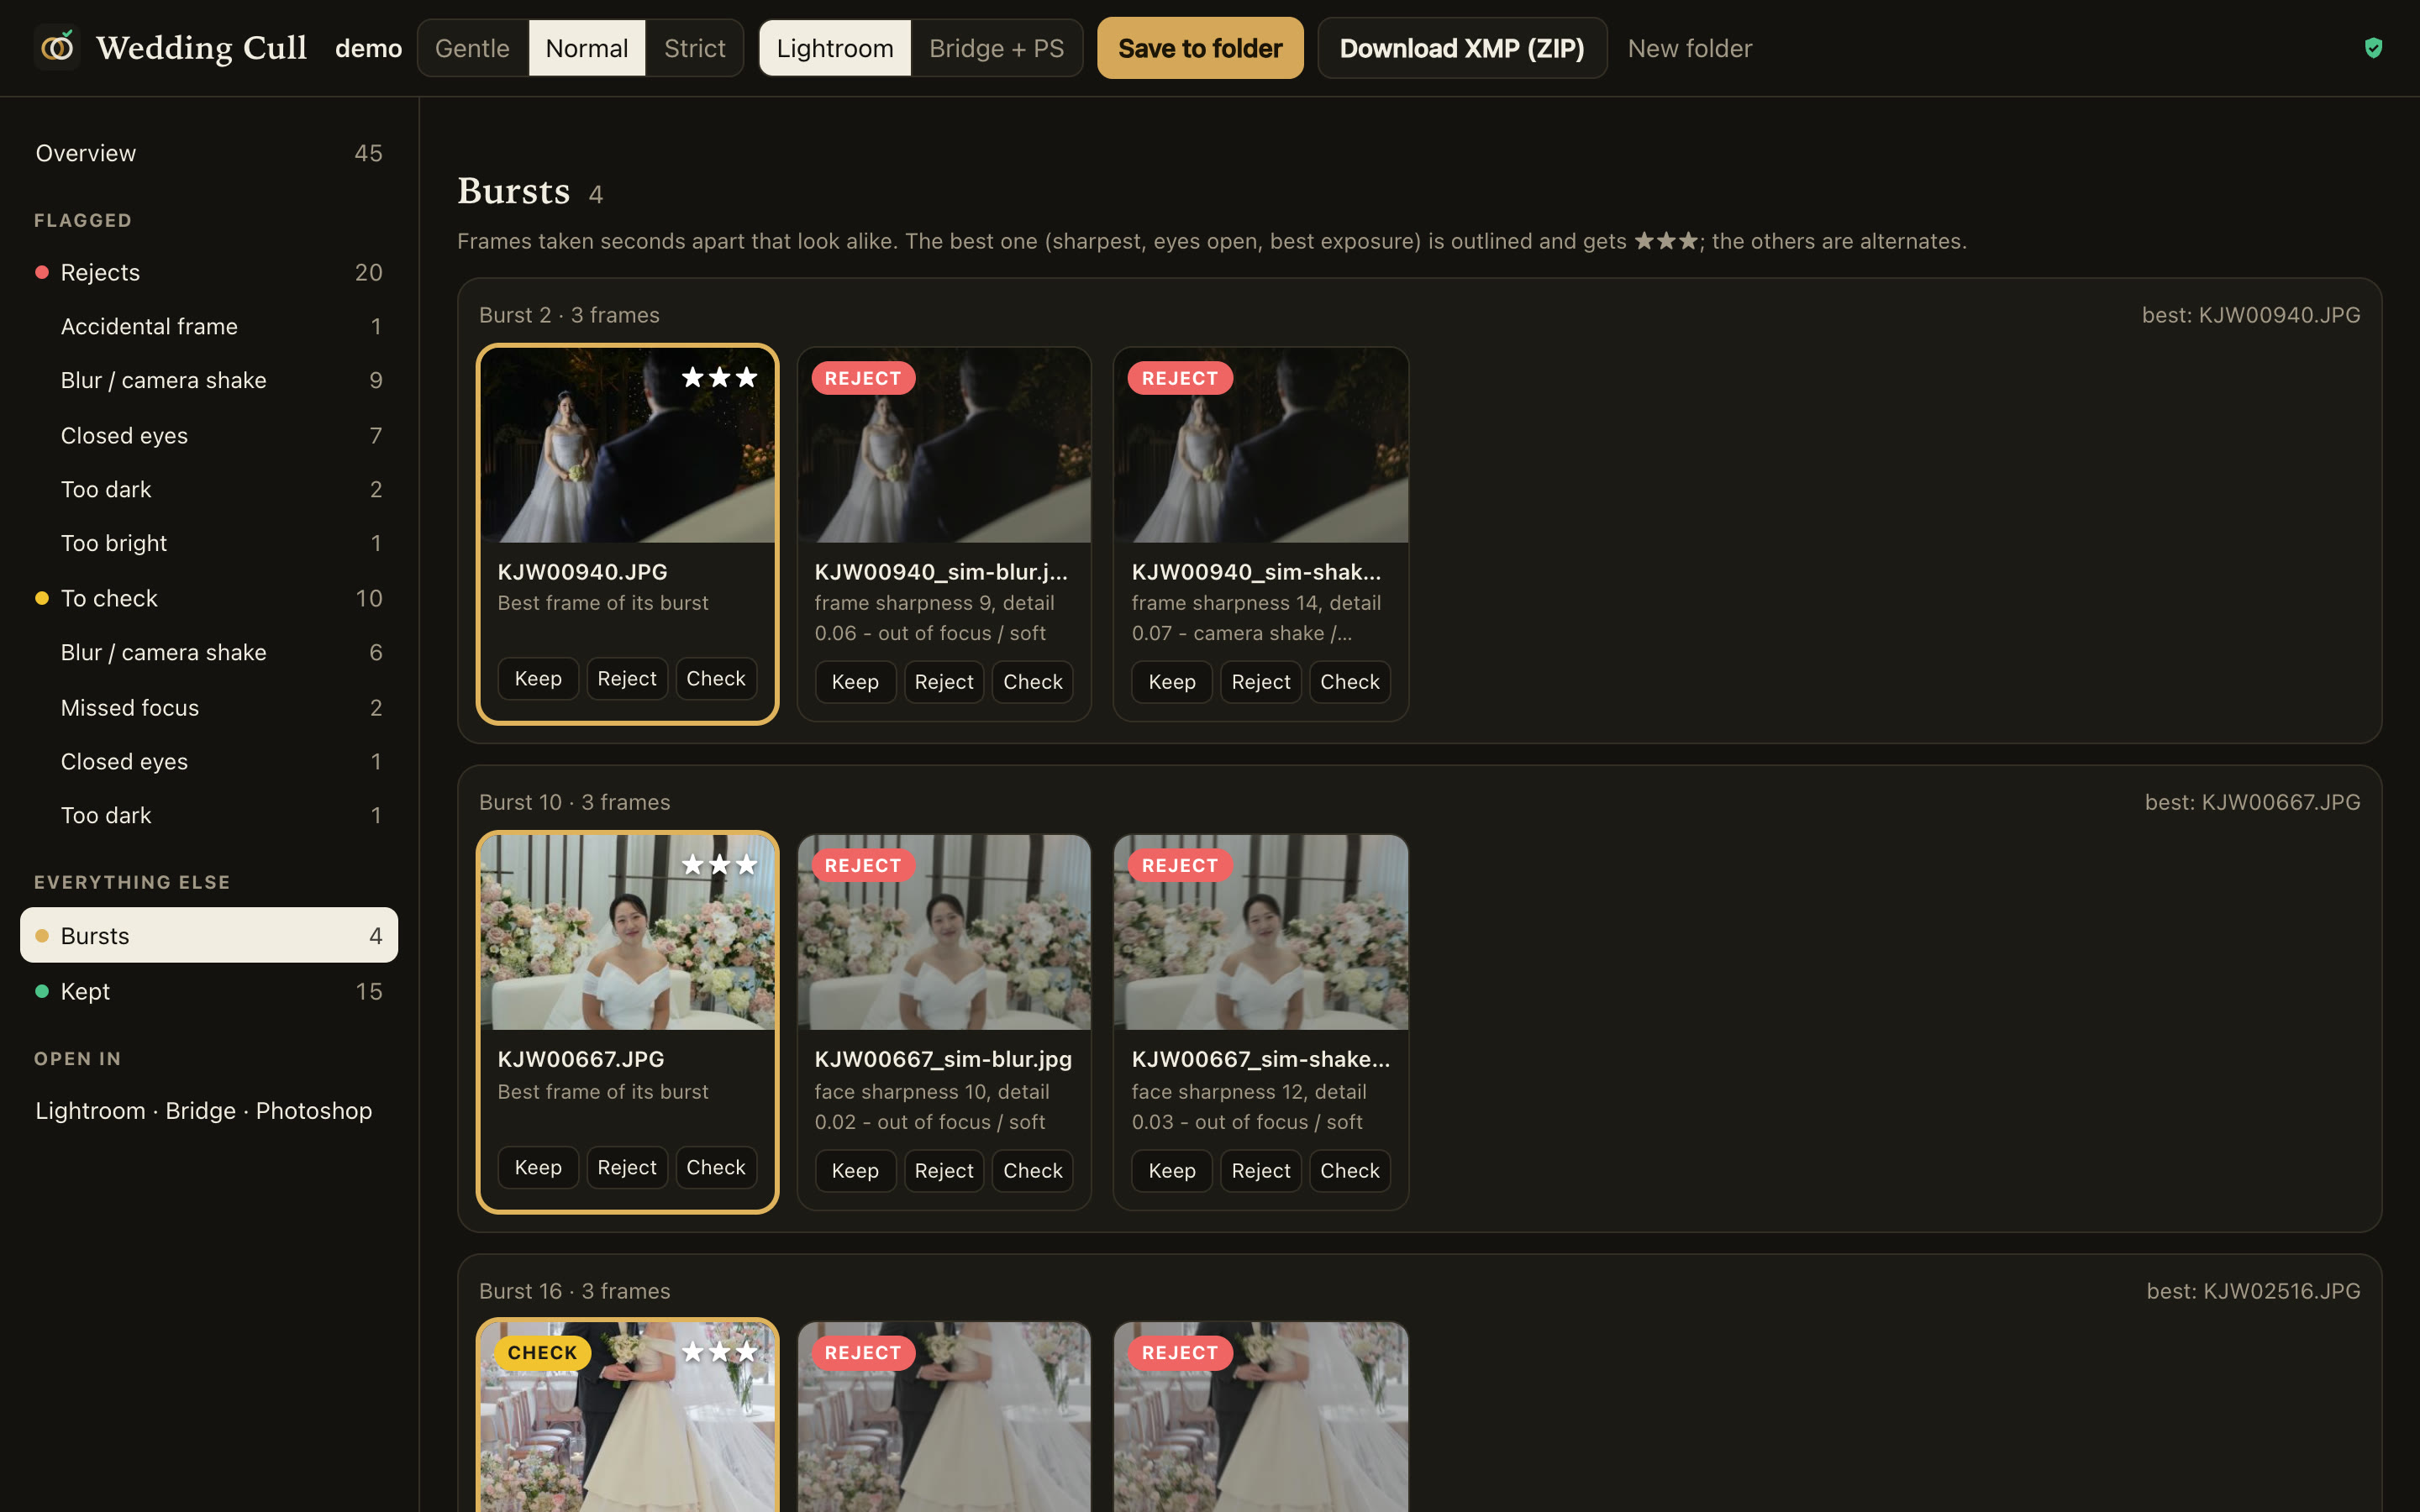 Wedding Cull demo Gentle Normal Strict Lightroom Bridge + PS Save to folder Download XMP (ZIP) New folder
Overview 45
FLAGGED
Rejects 20
Accidental frame 1
Blur / camera shake 9
Closed eyes 7
Too dark 2
Too bright 1
To check 10
Blur / camera shake 6
Missed focus 2
Closed eyes 1
Too dark 1
EVERYTHING ELSE
Bursts 4
Kept 15
OPEN IN
Lightroom · Bridge · Photoshop
Bursts 4
Frames taken seconds apart that look alike. The best one (sharpest, eyes open, best exposure) is outlined and gets ★★★; the others are alternates.
Burst 2 · 3 frames
best: KJW00940.JPG
★★★
KJW00940.JPG
Best frame of its burst
Keep Reject Check
REJECT
KJW00940_sim-blur.j...
frame sharpness 9, detail
0.06 - out of focus / soft
Keep Reject Check
REJECT
KJW00940_sim-shak...
frame sharpness 14, detail
0.07 - camera shake /...
Keep Reject Check
Burst 10 · 3 frames
best: KJW00667.JPG
★★★
KJW00667.JPG
Best frame of its burst
Keep Reject Check
REJECT
KJW00667_sim-blur.jpg
face sharpness 10, detail
0.02 - out of focus / soft
Keep Reject Check
REJECT
KJW00667_sim-shake...
face sharpness 12, detail
0.03 - out of focus / soft
Keep Reject Check
Burst 16 · 3 frames
best: KJW02516.JPG
CHECK ★★★
REJECT
REJECT